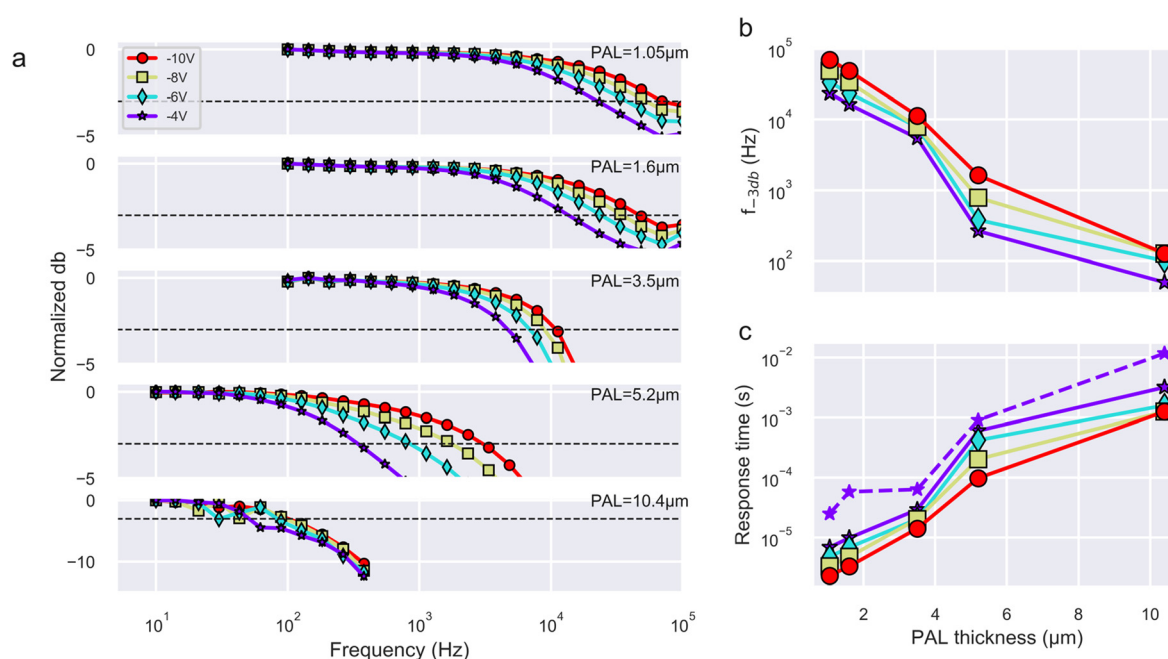 a
Normalized db
0
−5
-10V
-8V
-6V
-4V
PAL=1.05μm
0
−5
PAL=1.6μm
0
−5
PAL=3.5μm
0
−5
PAL=5.2μm
0
−10
PAL=10.4μm
10¹ 10² 10³ 10⁴ 10⁵
Frequency (Hz)
b
f−3db (Hz)
10⁵
10⁴
10³
10²
c
Response time (s)
10⁻²
10⁻³
10⁻⁴
10⁻⁵
2 4 6 8 10
PAL thickness (μm)